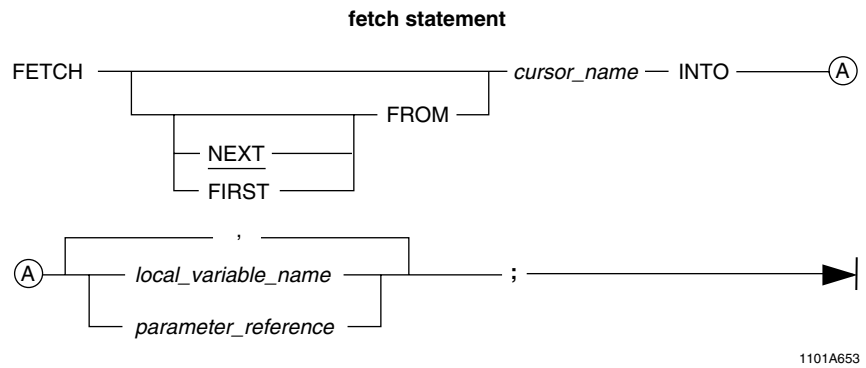 fetch statement
FETCH cursor_name INTO A
FROM
NEXT
FIRST
,
A local_variable_name ;
parameter_reference
1101A653